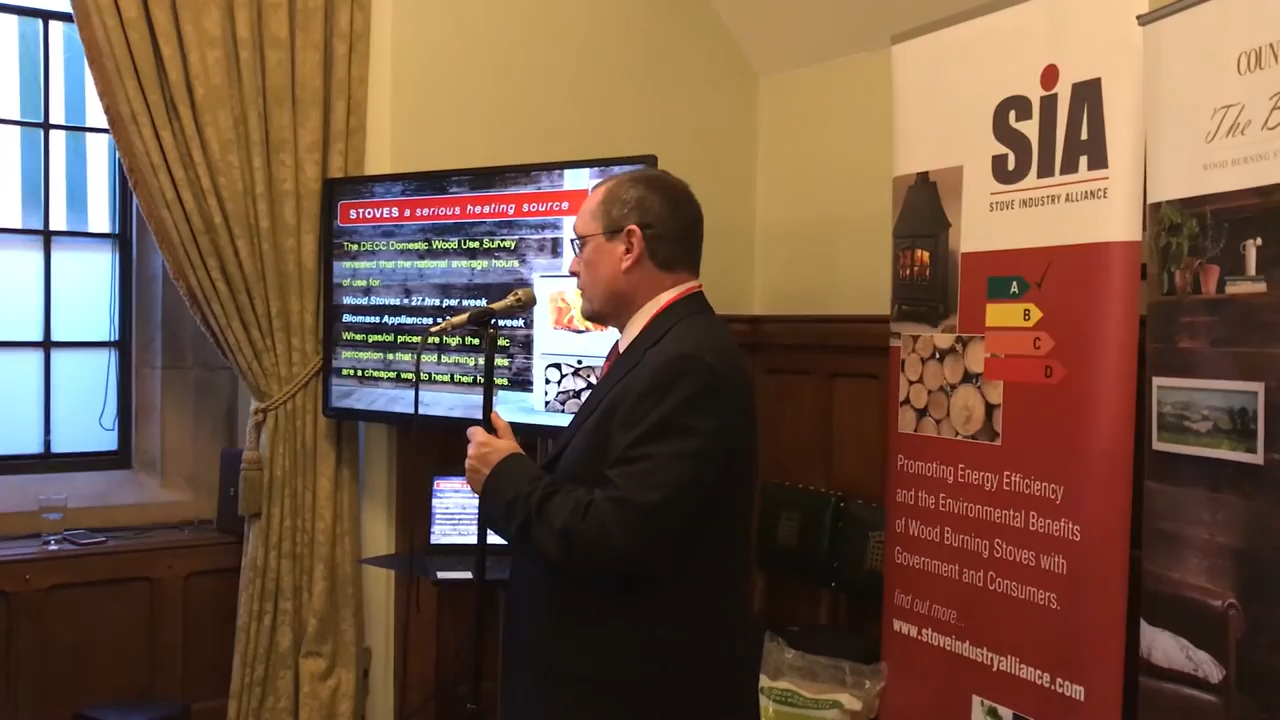 STOVES a serious heating source
The DECC Domestic Wood Use Survey
revealed that the national average hours
of use for
Wood Stoves = 27 hrs per week
Biomass Appliances = week
When gas/oil prices are high the
perception is that wood burning stoves
are a cheaper way to heat their homes.
SiA
STOVE INDUSTRY ALLIANCE
A
B
C
D
Promoting Energy Efficiency
and the Environmental Benefits
of Wood Burning Stoves with
Government and Consumers.
find out more...
www.stoveindustryalliance.com
COUN
The B
WOOD BURNING S